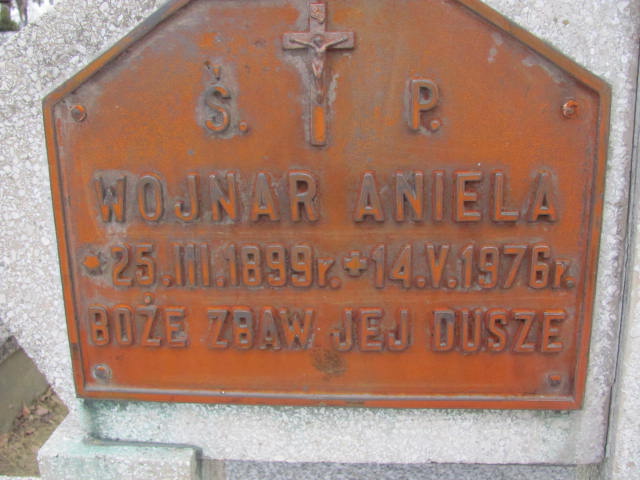 Ś. P.
WOJNAR ANIELA
* 25.III.1899r. + 14.V.1976r.
BOŻE ZBAW JEJ DUSZE